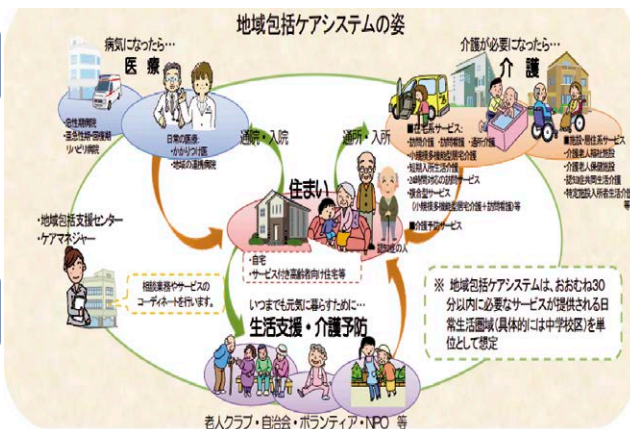 地域包括ケアシステムの姿
病気になったら…
医療
・急性期病院
・亜急性期・回復期
リハビリ病院
日常の医療:
・かかりつけ医
・地域の連携病院
通院・入院
通所・入所
介護が必要になったら…
介護
■在宅系サービス:
・訪問介護・訪問看護・通所介護
・小規模多機能型居宅介護
・短期入所生活介護
・24時間対応の訪問サービス
・複合型サービス
(小規模多機能型居宅介護+訪問看護)等
■介護予防サービス
■施設・居住系サービス
・介護老人福祉施設
・介護老人保健施設
・認知症共同生活介護
・特定施設入所者生活介護
等
住まい
認知症の人
・自宅
・サービス付き高齢者向け住宅等
・地域包括支援センター
・ケアマネジャー
相談業務やサービスの
コーディネートを行います。
いつまでも元気に暮らすために…
生活支援・介護予防
老人クラブ・自治会・ボランティア・NPO 等
※ 地域包括ケアシステムは、おおむね30
分以内に必要なサービスが提供される日
常生活圏域(具体的には中学校区)を単
位として想定